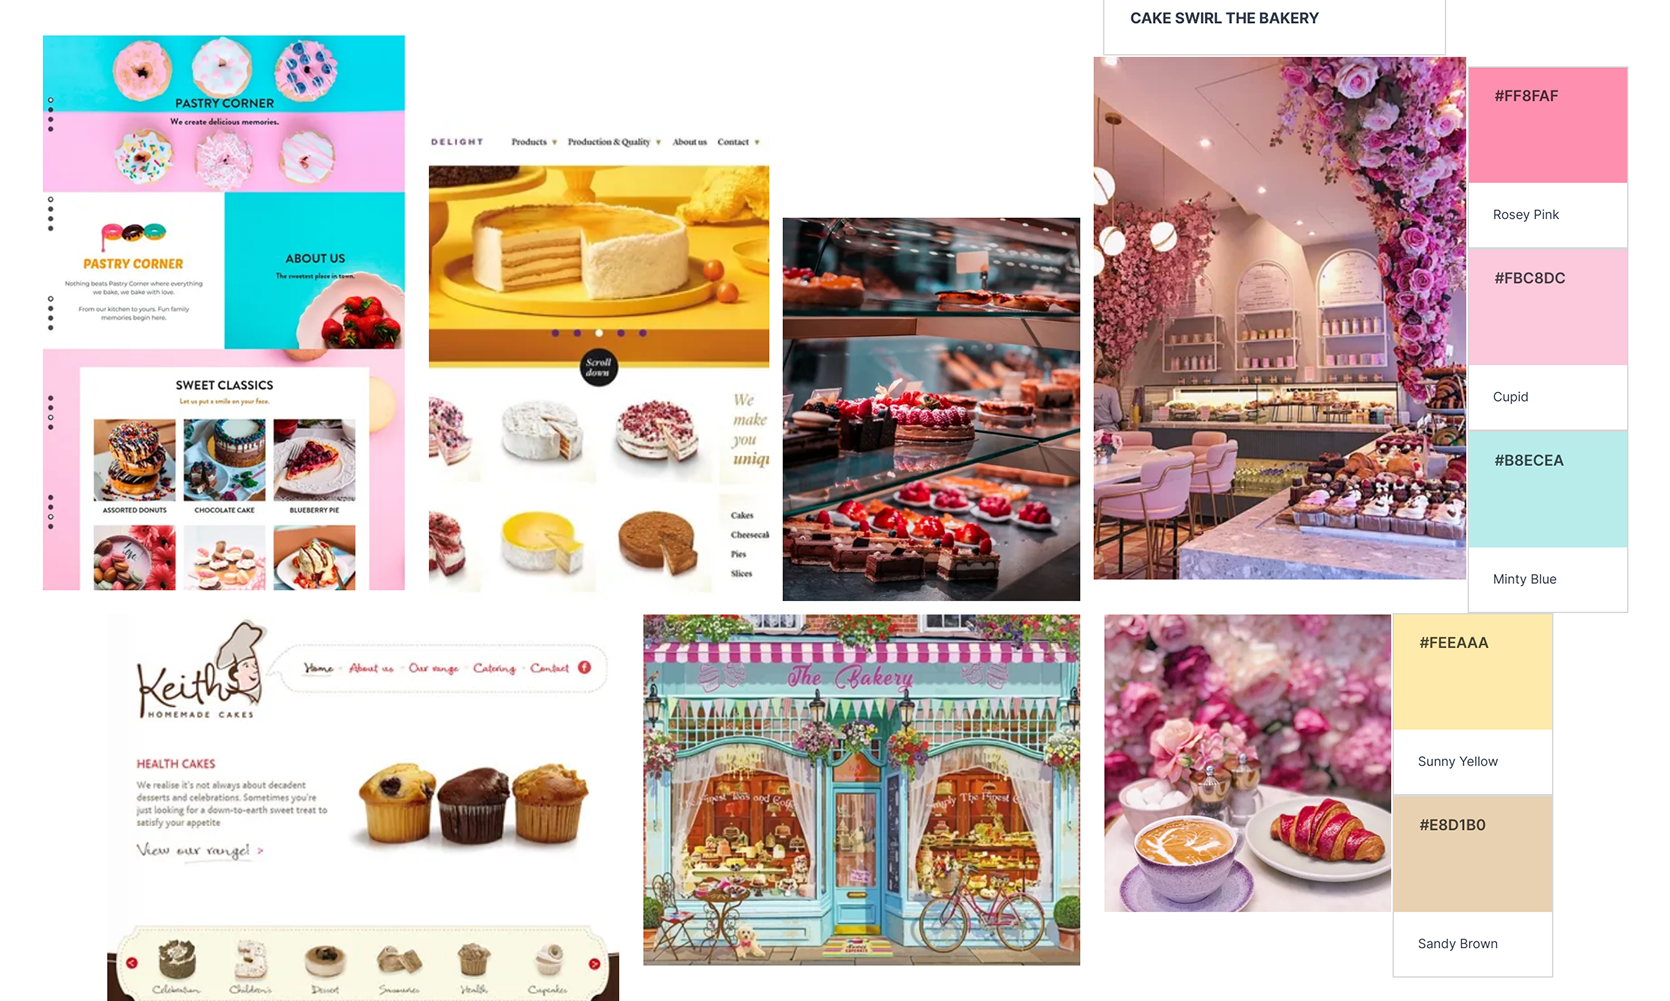 CAKE SWIRL THE BAKERY
PASTRY CORNER
We create delicious memories.
PASTRY CORNER
Nothing beats Pastry Corner where everything
we bake, we bake with love.
From our kitchen to yours. Fun family
memories begin here.
ABOUT US
The sweetest place in town.
SWEET CLASSICS
Let us put a smile on your face.
ASSORTED DONUTS
CHOCOLATE CAKE
BLUEBERRY PIE
DELIGHT
Products
Production & Quality
About us
Contact
Scroll
down
We
make
you
uniqu
Cakes
Cheesecak
Pies
Slices
#FF8FAF
Rosey Pink
#FBC8DC
Cupid
#B8ECEA
Minty Blue
Keith
HOMEMADE CAKES
Home - About us - Our range - Catering - Contact f
HEALTH CAKES
We realise it's not always about decadent
desserts and celebrations. Sometimes you're
just looking for a down-to-earth sweet treat to
satisfy your appetite
View our range! >
Celebration
Children's
Dessert
Savouries
Health
Cupcakes
The Bakery
Finest Teas and Coff
Simply The Finest C
#FEEAAA
Sunny Yellow
#E8D1B0
Sandy Brown